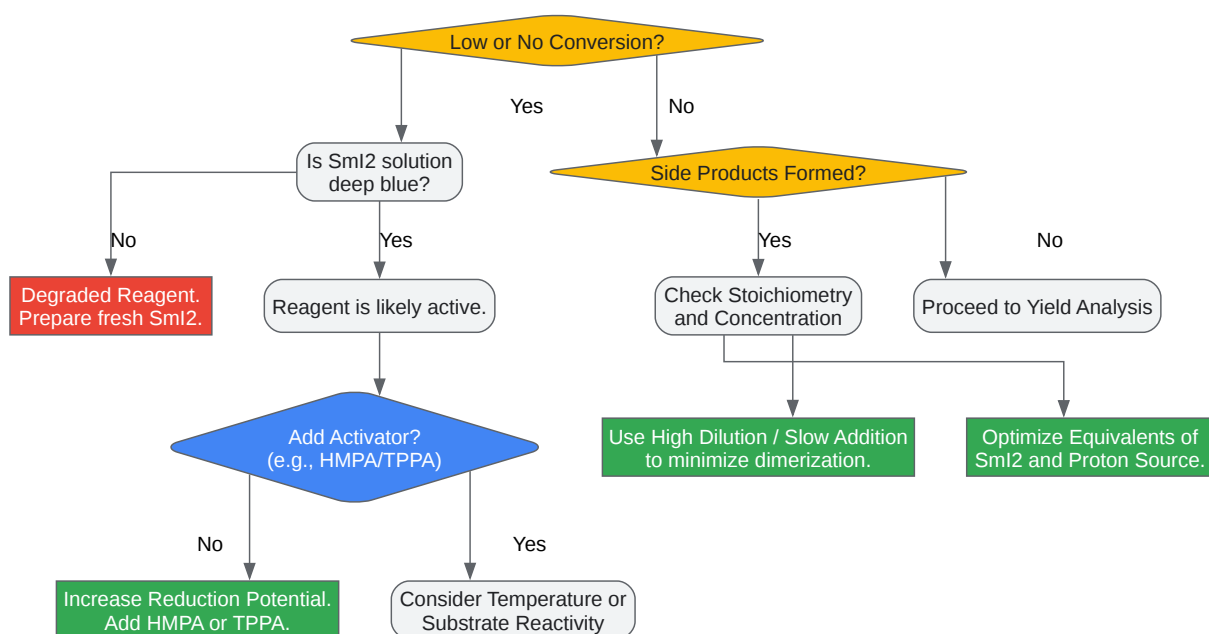 Low or No Conversion?
Yes
No
Is SmI2 solution
deep blue?
Side Products Formed?
No
Yes
Yes
No
Degraded Reagent.
Prepare fresh SmI2.
Reagent is likely active.
Check Stoichiometry
and Concentration
Proceed to Yield Analysis
Add Activator?
(e.g., HMPA/TPPA)
Use High Dilution / Slow Addition
to minimize dimerization.
Optimize Equivalents of
SmI2 and Proton Source.
No
Yes
Increase Reduction Potential.
Add HMPA or TPPA.
Consider Temperature or
Substrate Reactivity